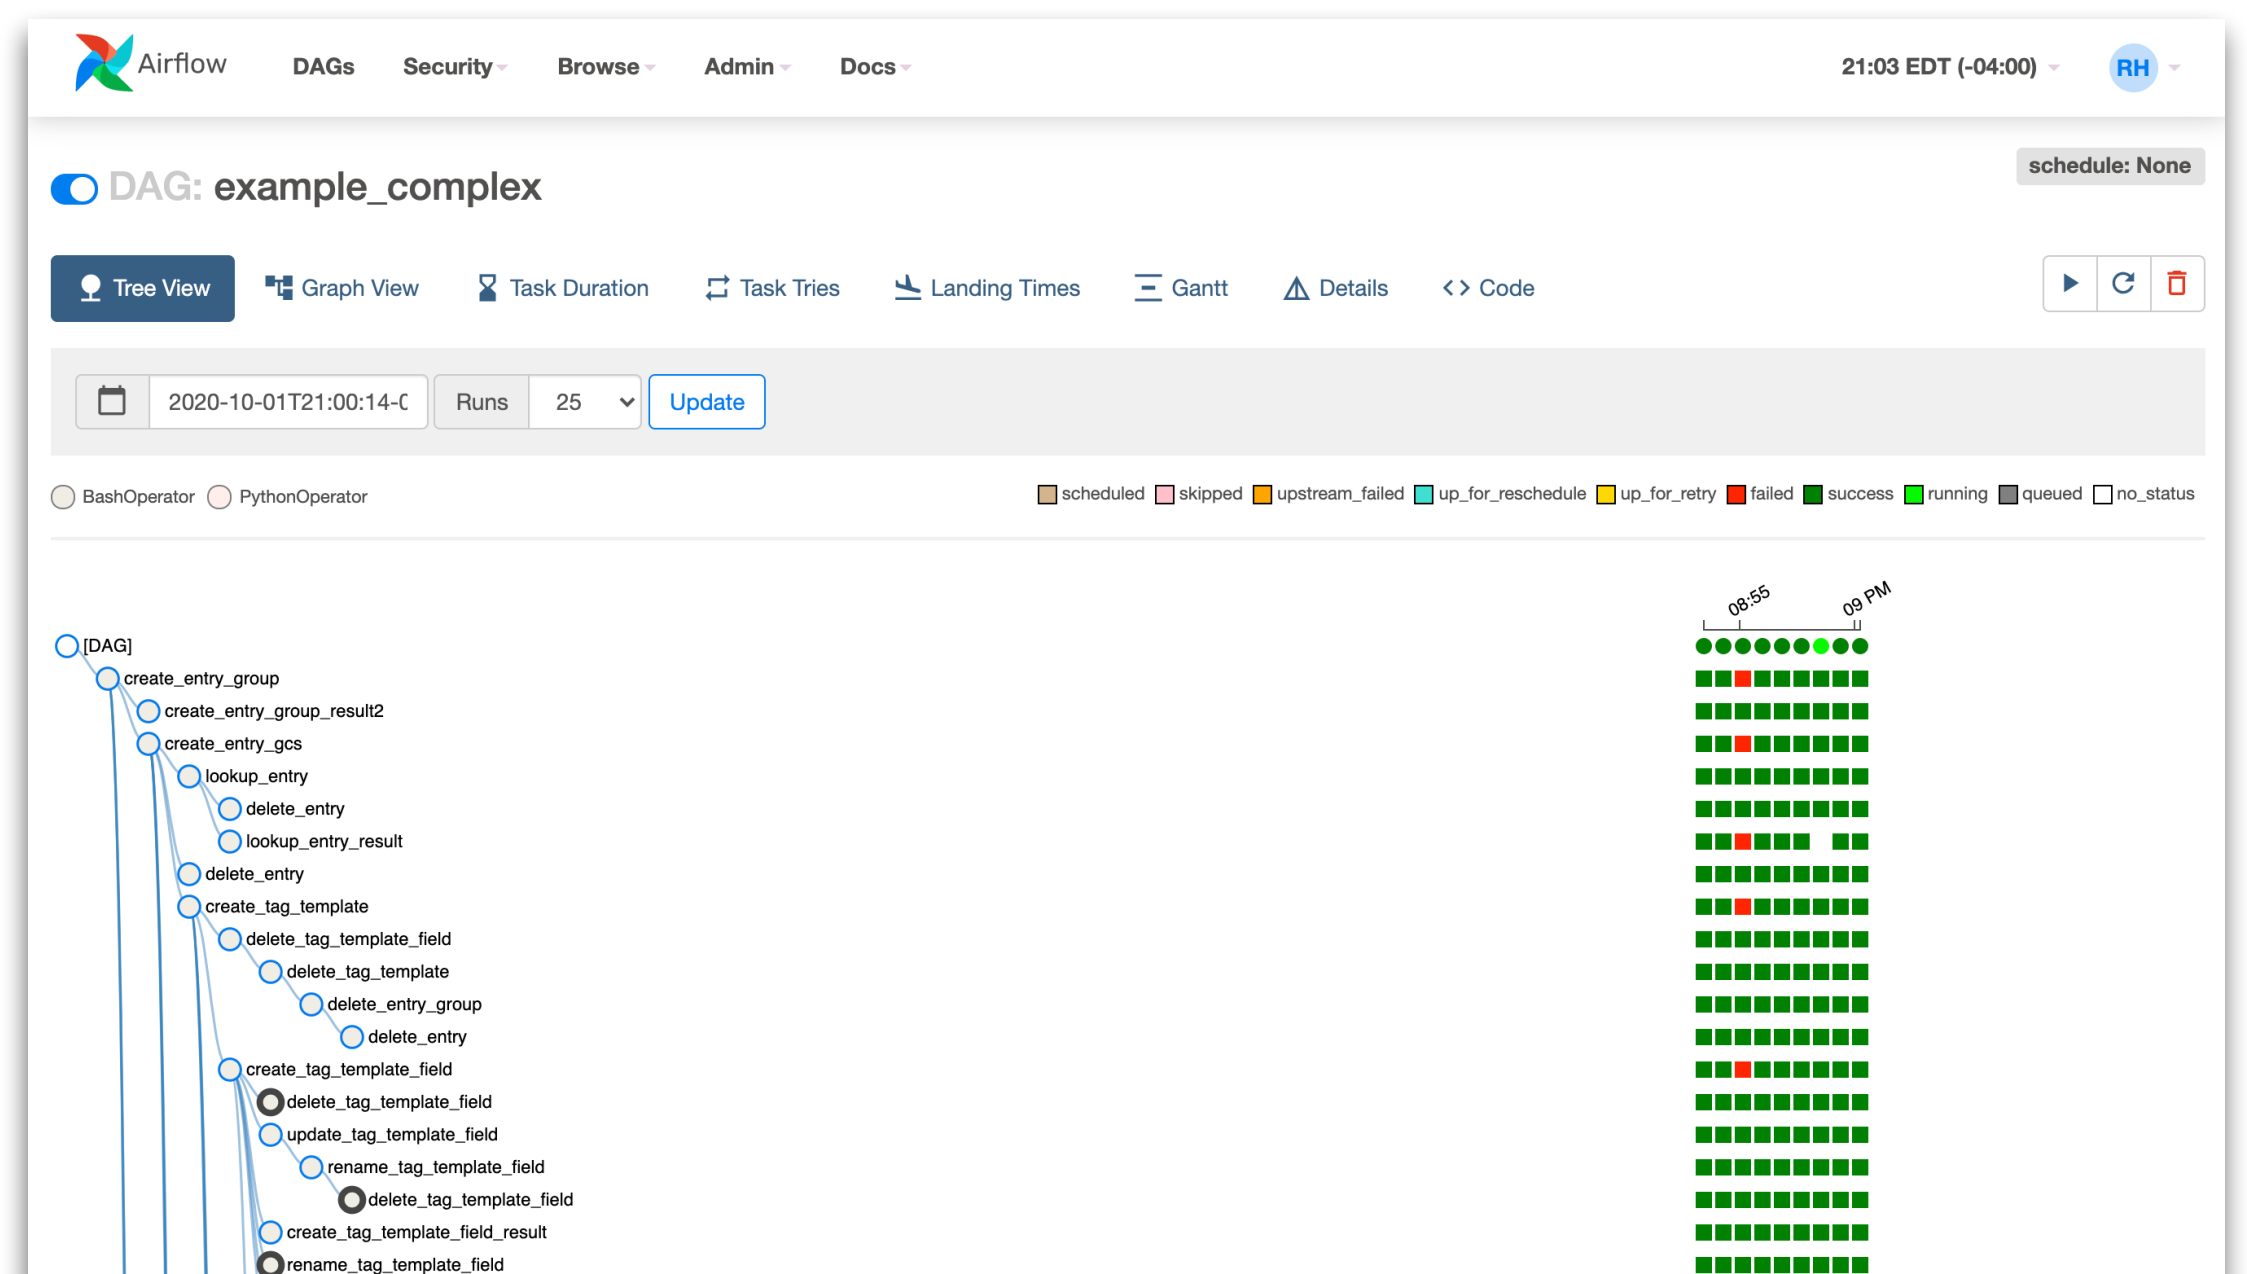 Airflow DAGs Security Browse Admin Docs 21:03 EDT (-04:00) RH
schedule: None
DAG: example_complex
Tree View Graph View Task Duration Task Tries Landing Times Gantt Details Code
2020-10-01T21:00:14-0 Runs 25 Update
BashOperator PythonOperator scheduled skipped upstream_failed up_for_reschedule up_for_retry failed success running queued no_status
08:55 09 PM
[DAG]
create_entry_group
create_entry_group_result2
create_entry_gcs
lookup_entry
delete_entry
lookup_entry_result
delete_entry
create_tag_template
delete_tag_template_field
delete_tag_template
delete_entry_group
delete_entry
create_tag_template_field
delete_tag_template_field
update_tag_template_field
rename_tag_template_field
delete_tag_template_field
create_tag_template_field_result
rename_tag_template_field